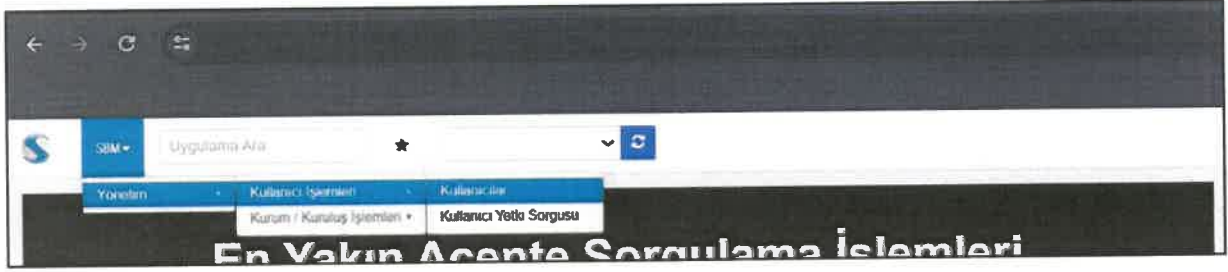 SBM
Uygulama Ara
Yönetim
Kullanıcı İşlemleri
Kullanıcılar
Kurum / Kuruluş İşlemleri
Kullanıcı Yetki Sorgusu
En Yakın Acente Sorgulama İşlemleri